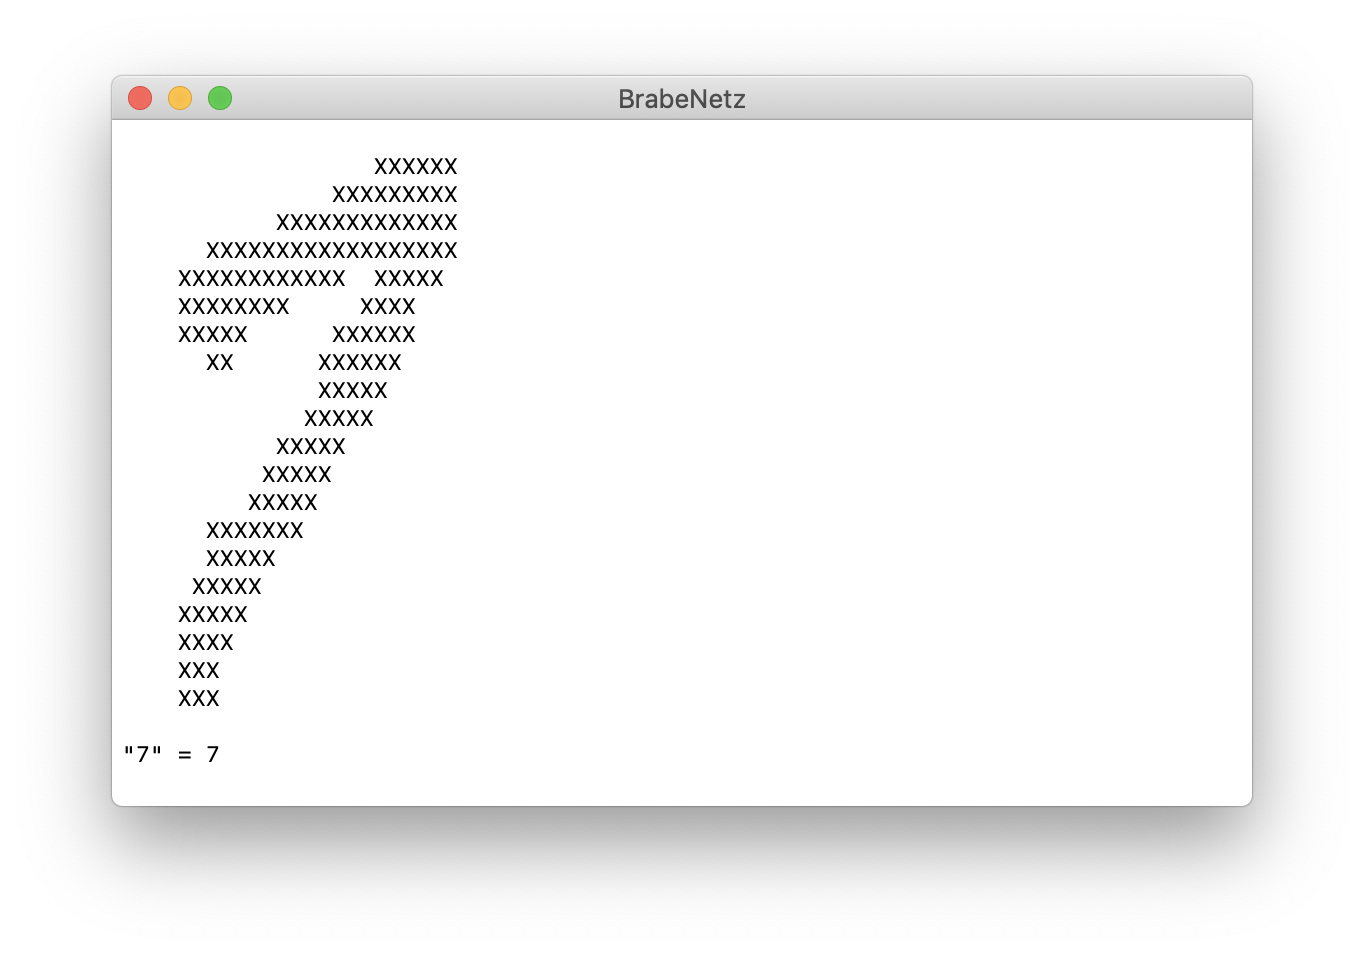 BrabeNetz
                  XXXXXX
               XXXXXXXXX
           XXXXXXXXXXXXX
      XXXXXXXXXXXXXXXXXX
    XXXXXXXXXXXX  XXXXX
    XXXXXXXX     XXXX
    XXXXX      XXXXXX
      XX      XXXXXX
              XXXXX
             XXXXX
           XXXXX
          XXXXX
         XXXXX
      XXXXXXX
      XXXXX
     XXXXX
    XXXXX
    XXXX
    XXX
    XXX
"7" = 7